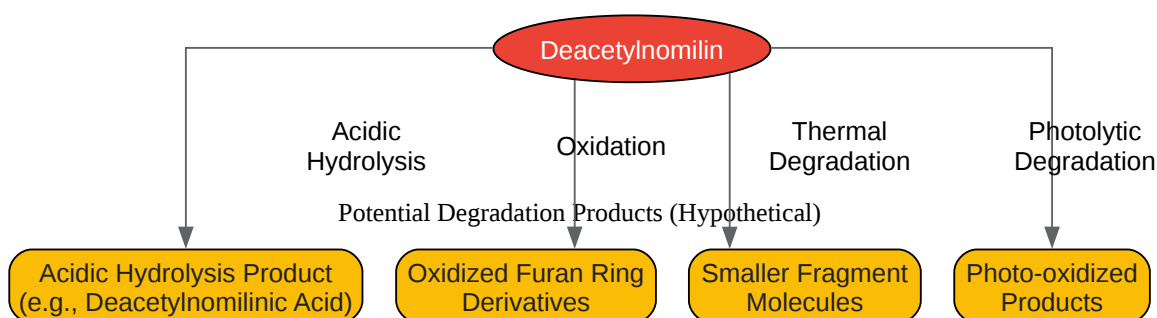 Deacetylnomilin
Acidic
Hydrolysis
Oxidation
Thermal
Degradation
Photolytic
Degradation
Potential Degradation Products (Hypothetical)
Acidic Hydrolysis Product
(e.g., Deacetylnomilinic Acid)
Oxidized Furan Ring
Derivatives
Smaller Fragment
Molecules
Photo-oxidized
Products